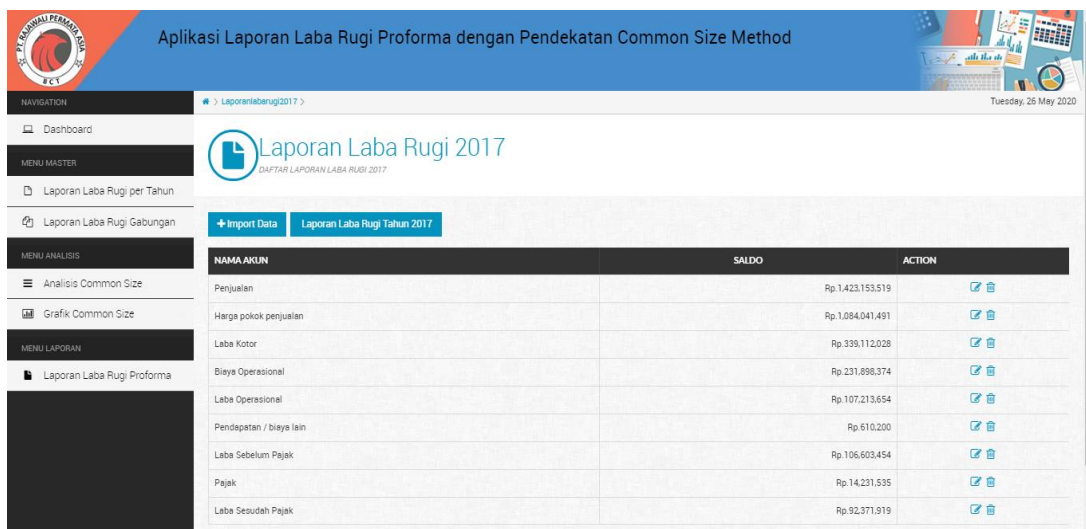 PT. RAJAWALI PERMATA ASIA
BCT
Aplikasi Laporan Laba Rugi Proforma dengan Pendekatan Common Size Method
NAVIGATION
Laporanlabarugi2017
Tuesday, 26 May 2020
Dashboard
MENU MASTER
Laporan Laba Rugi per Tahun
Laporan Laba Rugi Gabungan
MENU ANALISIS
Analisis Common Size
Grafik Common Size
MENU LAPORAN
Laporan Laba Rugi Proforma
Laporan Laba Rugi 2017
DAFTAR LAPORAN LABA RUGI 2017
+ Import Data Laporan Laba Rugi Tahun 2017
NAMA AKUN SALDO ACTION
Penjualan Rp.1,423,153,519
Harga pokok penjualan Rp.1,084,041,491
Laba Kotor Rp.339,112,028
Biaya Operasional Rp.231,898,374
Laba Operasional Rp.107,213,654
Pendapatan / biaya lain Rp.610,200
Laba Sebelum Pajak Rp.106,603,454
Pajak Rp.14,231,535
Laba Sesudah Pajak Rp.92,371,919